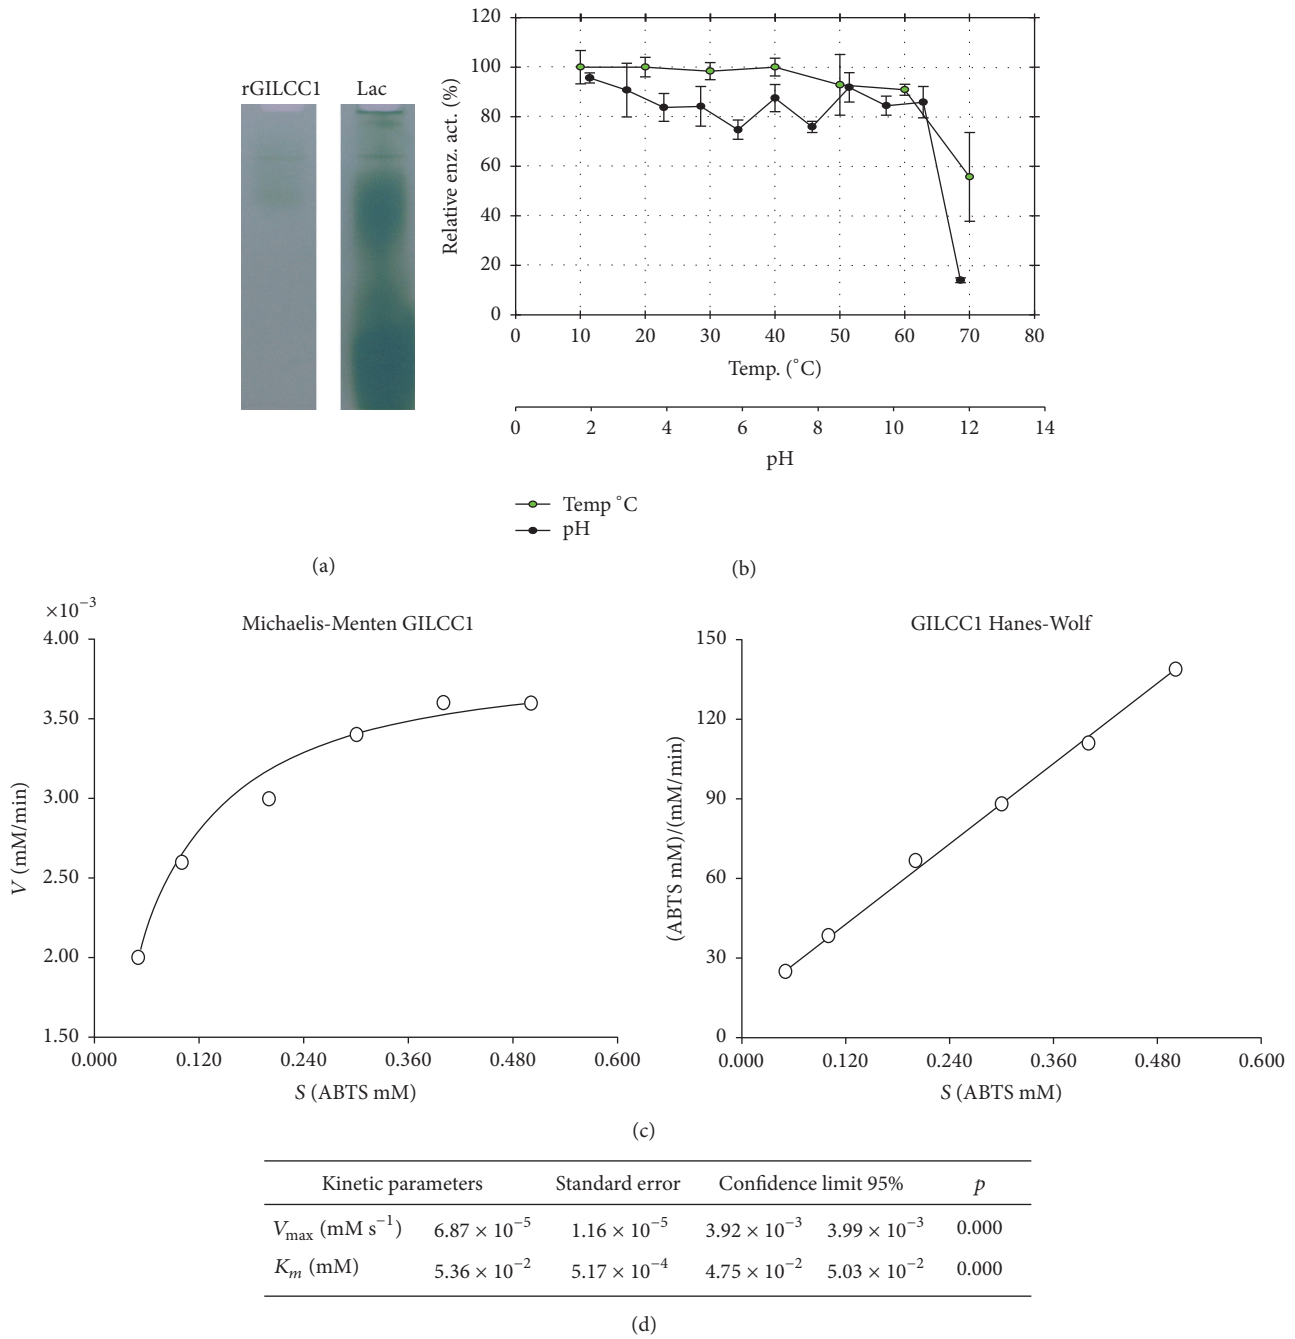 rGILCC1 Lac
(a)
120
100
80
60
40
20
0
Relative enz. act. (%)
0 10 20 30 40 50 60 70 80
Temp. (˚C)
0 2 4 6 8 10 12 14
pH
Temp ˚C
pH
(b)
Michaelis-Menten GILCC1
×10⁻³
4.00
3.50
3.00
2.50
2.00
1.50
V (mM/min)
0.000 0.120 0.240 0.360 0.480 0.600
S (ABTS mM)
GILCC1 Hanes-Wolf
150
120
90
60
30
0
(ABTS mM)/(mM/min)
0.000 0.120 0.240 0.360 0.480 0.600
S (ABTS mM)
(c)
Kinetic parameters Standard error Confidence limit 95% p
Vmax (mM s⁻¹) 6.87 × 10⁻⁵ 1.16 × 10⁻⁵ 3.92 × 10⁻³ 3.99 × 10⁻³ 0.000
Km (mM) 5.36 × 10⁻² 5.17 × 10⁻⁴ 4.75 × 10⁻² 5.03 × 10⁻² 0.000
(d)